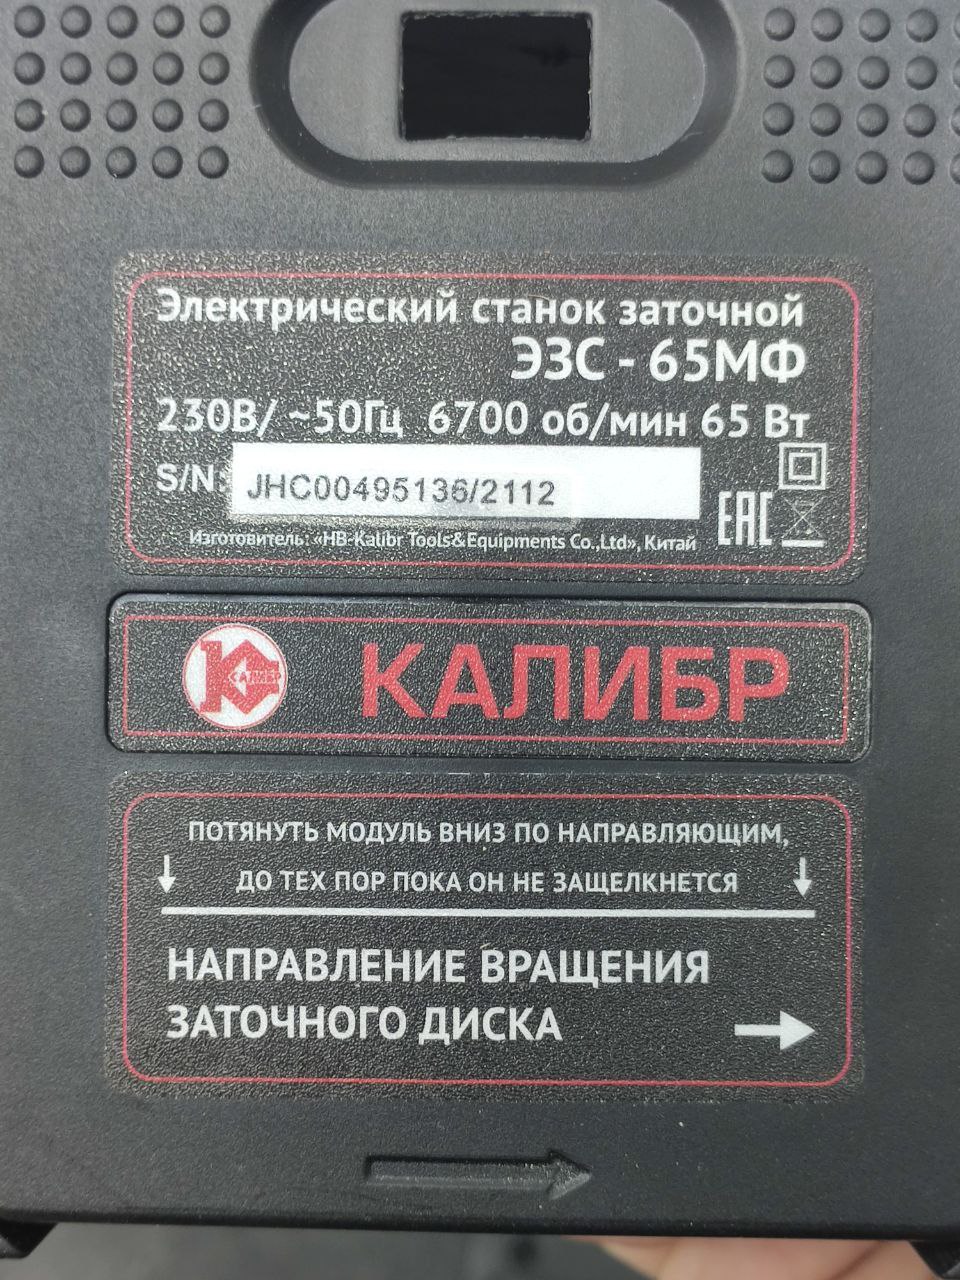 Электрический станок заточной
ЭЗС - 65МФ
230В/ ~50Гц 6700 об/мин 65 Вт
S/N: JHC00495136/2112
EAC
Изготовитель: «HB-Kalibr Tools&Equipments Co.,Ltd», Китай
КАЛИБР
КАЛИБР
ПОТЯНУТЬ МОДУЛЬ ВНИЗ ПО НАПРАВЛЯЮЩИМ,
ДО ТЕХ ПОР ПОКА ОН НЕ ЗАЩЕЛКНЕТСЯ
НАПРАВЛЕНИЕ ВРАЩЕНИЯ
ЗАТОЧНОГО ДИСКА